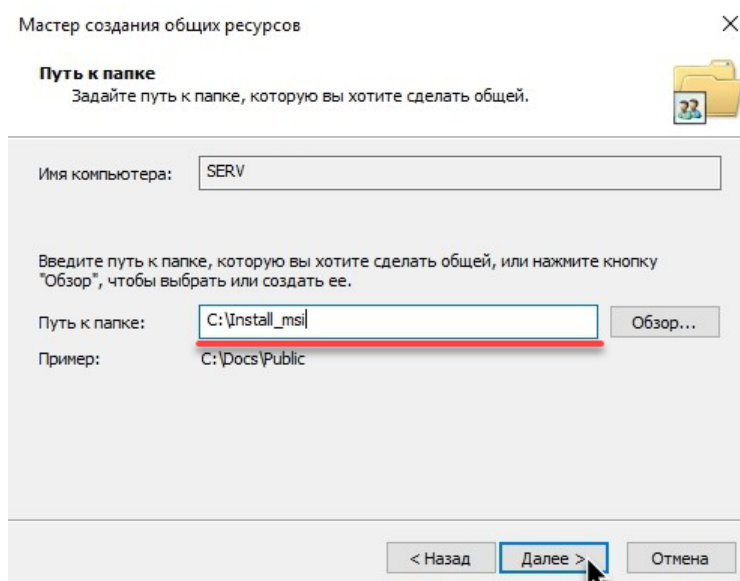 Мастер создания общих ресурсов
Путь к папке
Задайте путь к папке, которую вы хотите сделать общей.
Имя компьютера: SERV
Введите путь к папке, которую вы хотите сделать общей, или нажмите кнопку
"Обзор", чтобы выбрать или создать ее.
Путь к папке: C:\Install_msi Обзор...
Пример: C:\Docs\Public
< Назад Далее > Отмена